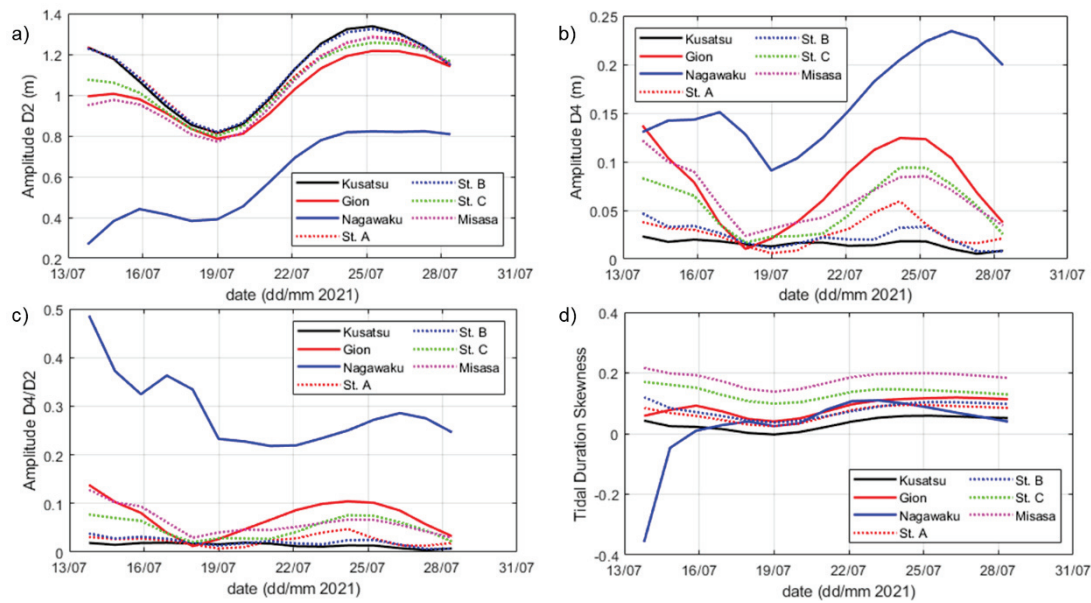 a)
1.4
1.2
1
0.8
0.6
0.4
0.2
Amplitude D2 (m)
Kusatsu
Gion
Nagawaku
St. A
St. B
St. C
Misasa
13/07 16/07 19/07 22/07 25/07 28/07 31/07
date (dd/mm 2021)
b)
0.25
0.2
0.15
0.1
0.05
0
Amplitude D4 (m)
Kusatsu
Gion
Nagawaku
St. A
St. B
St. C
Misasa
13/07 16/07 19/07 22/07 25/07 28/07 31/07
date (dd/mm 2021)
c)
0.5
0.4
0.3
0.2
0.1
0
Amplitude D4/D2
Kusatsu
Gion
Nagawaku
St. A
St. B
St. C
Misasa
13/07 16/07 19/07 22/07 25/07 28/07 31/07
date (dd/mm 2021)
d)
0.4
0.2
0
-0.2
-0.4
Tidal Duration Skewness
Kusatsu
Gion
Nagawaku
St. A
St. B
St. C
Misasa
13/07 16/07 19/07 22/07 25/07 28/07 31/07
date (dd/mm 2021)